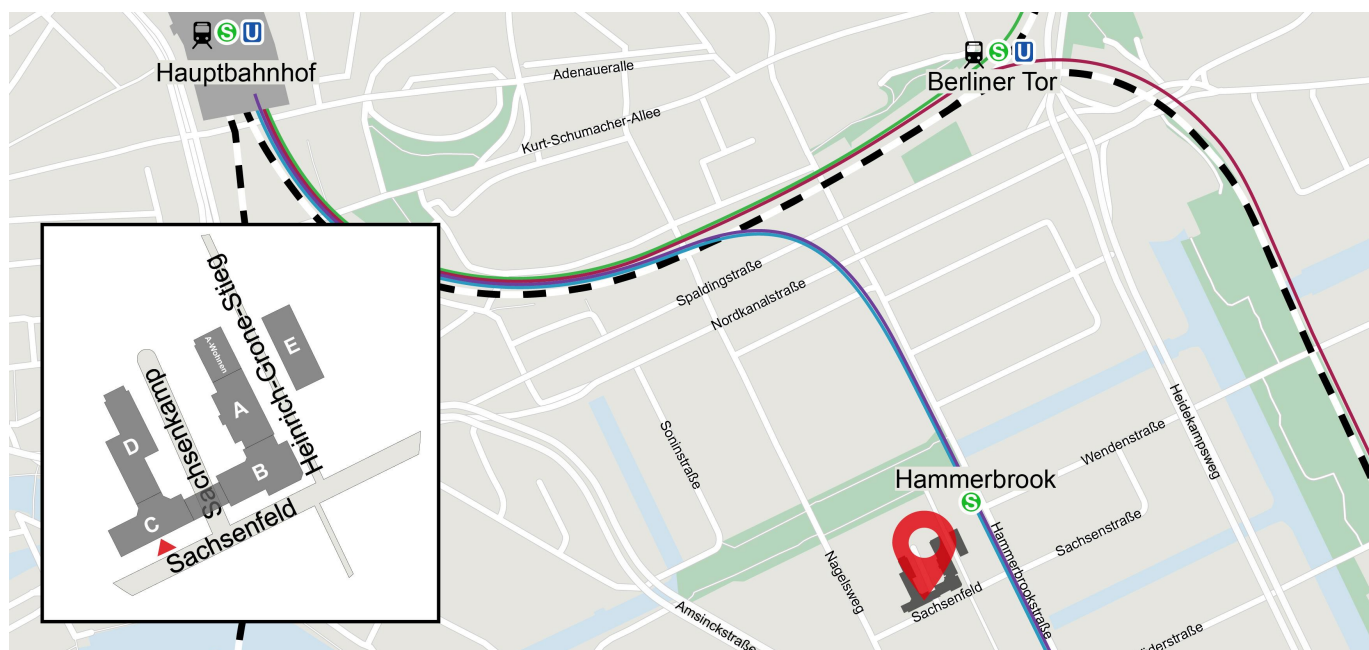 S U
Hauptbahnhof
Adenaueralle
Kurt-Schumacher-Allee
S U
Berliner Tor
Spaldingstraße
Nordkanalstraße
Soninstraße
Nagelsweg
Amsinckstraße
Heidekampsweg
Wendenstraße
Hammerbrook
S
Sachsenstraße
Hammerbrookstraße
Sachsenfeld
Heinrich-Grone-Stieg
A-Wohnen
E
Sachsenkamp
A
D
B
C
Sachsenfeld